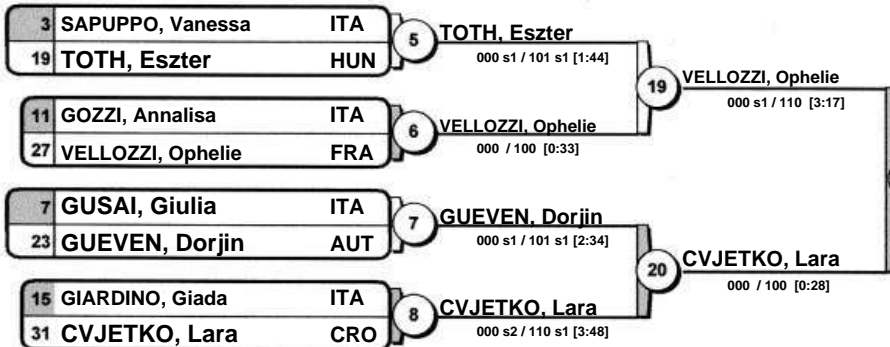 3 SAPUPPO, Vanessa ITA
19 TOTH, Eszter HUN
5
TOTH, Eszter
000 s1 / 101 s1 [1:44]
11 GOZZI, Annalisa ITA
27 VELLOZZI, Ophelie FRA
6
VELLOZZI, Ophelie
000 / 100 [0:33]
19
VELLOZZI, Ophelie
000 s1 / 110 [3:17]
7 GUSAI, Giulia ITA
23 GUEVEN, Dorjin AUT
7
GUEVEN, Dorjin
000 s1 / 101 s1 [2:34]
15 GIARDINO, Giada ITA
31 CVJETKO, Lara CRO
8
CVJETKO, Lara
000 s2 / 110 s1 [3:48]
20
CVJETKO, Lara
000 / 100 [0:28]